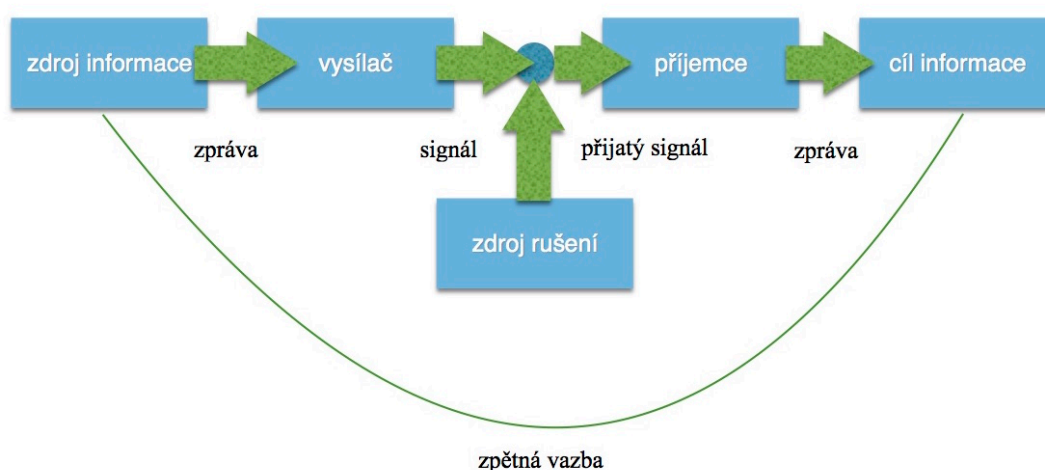 zdroj informace
vysílač
příjemce
cíl informace
zpráva
signál
přijatý signál
zpráva
zdroj rušení
zpětná vazba